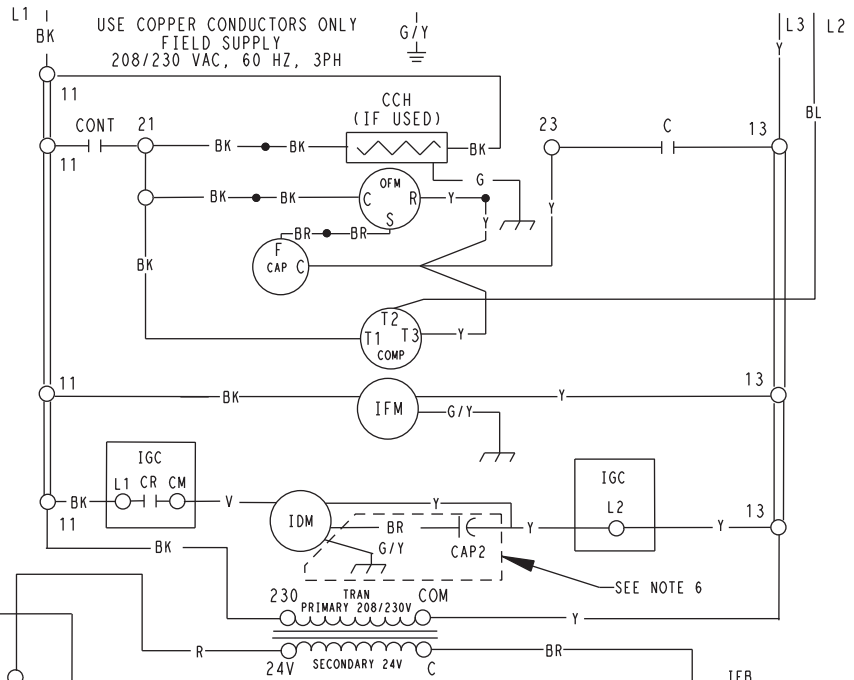 L1
BK
USE COPPER CONDUCTORS ONLY
FIELD SUPPLY
208/230 VAC, 60 HZ, 3PH
G/Y
L3
L2
Y
11
CCH
(IF USED)
BL
CONT
21
23
C
13
11
BK
BK
BK
G
OFM
C
R
S
BK
BK
Y
Y
Y
BR
BR
F
CAP
C
BK
T2
T1
T3
COMP
Y
11
13
BK
IFM
Y
G/Y
IGC
L1
CR
CM
BK
V
11
IDM
Y
BR
CAP2
G/Y
Y
IGC
L2
Y
13
BK
SEE NOTE 6
230
TRAN
PRIMARY 208/230V
COM
Y
R
24V
SECONDARY 24V
C
BR